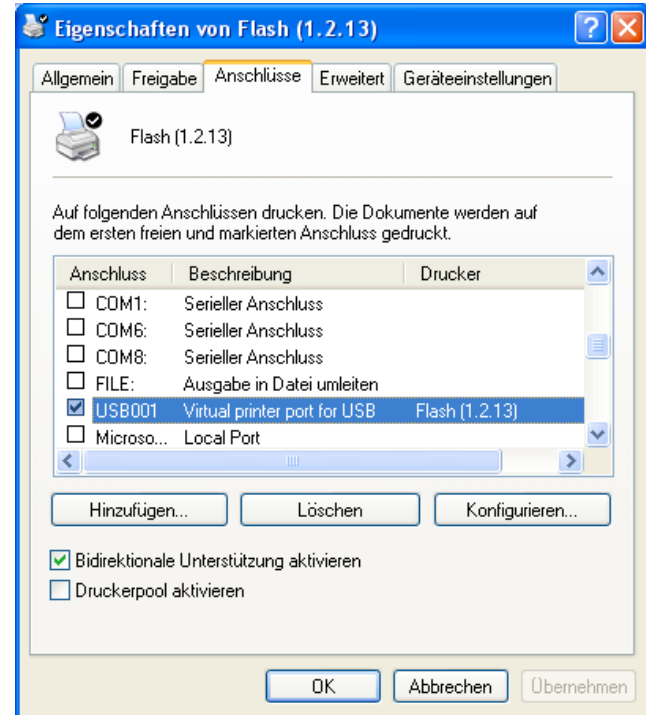 Eigenschaften von Flash (1.2.13)
Allgemein Freigabe Anschlüsse Erweitert Geräteeinstellungen
Flash (1.2.13)
Auf folgenden Anschlüssen drucken. Die Dokumente werden auf
dem ersten freien und markierten Anschluss gedruckt.
Anschluss Beschreibung Drucker
COM1: Serieller Anschluss
COM6: Serieller Anschluss
COM8: Serieller Anschluss
FILE: Ausgabe in Datei umleiten
USB001 Virtual printer port for USB Flash (1.2.13)
Microso... Local Port
Hinzufügen... Löschen Konfigurieren...
Bidirektionale Unterstützung aktivieren
Druckerpool aktivieren
OK Abbrechen Übernehmen